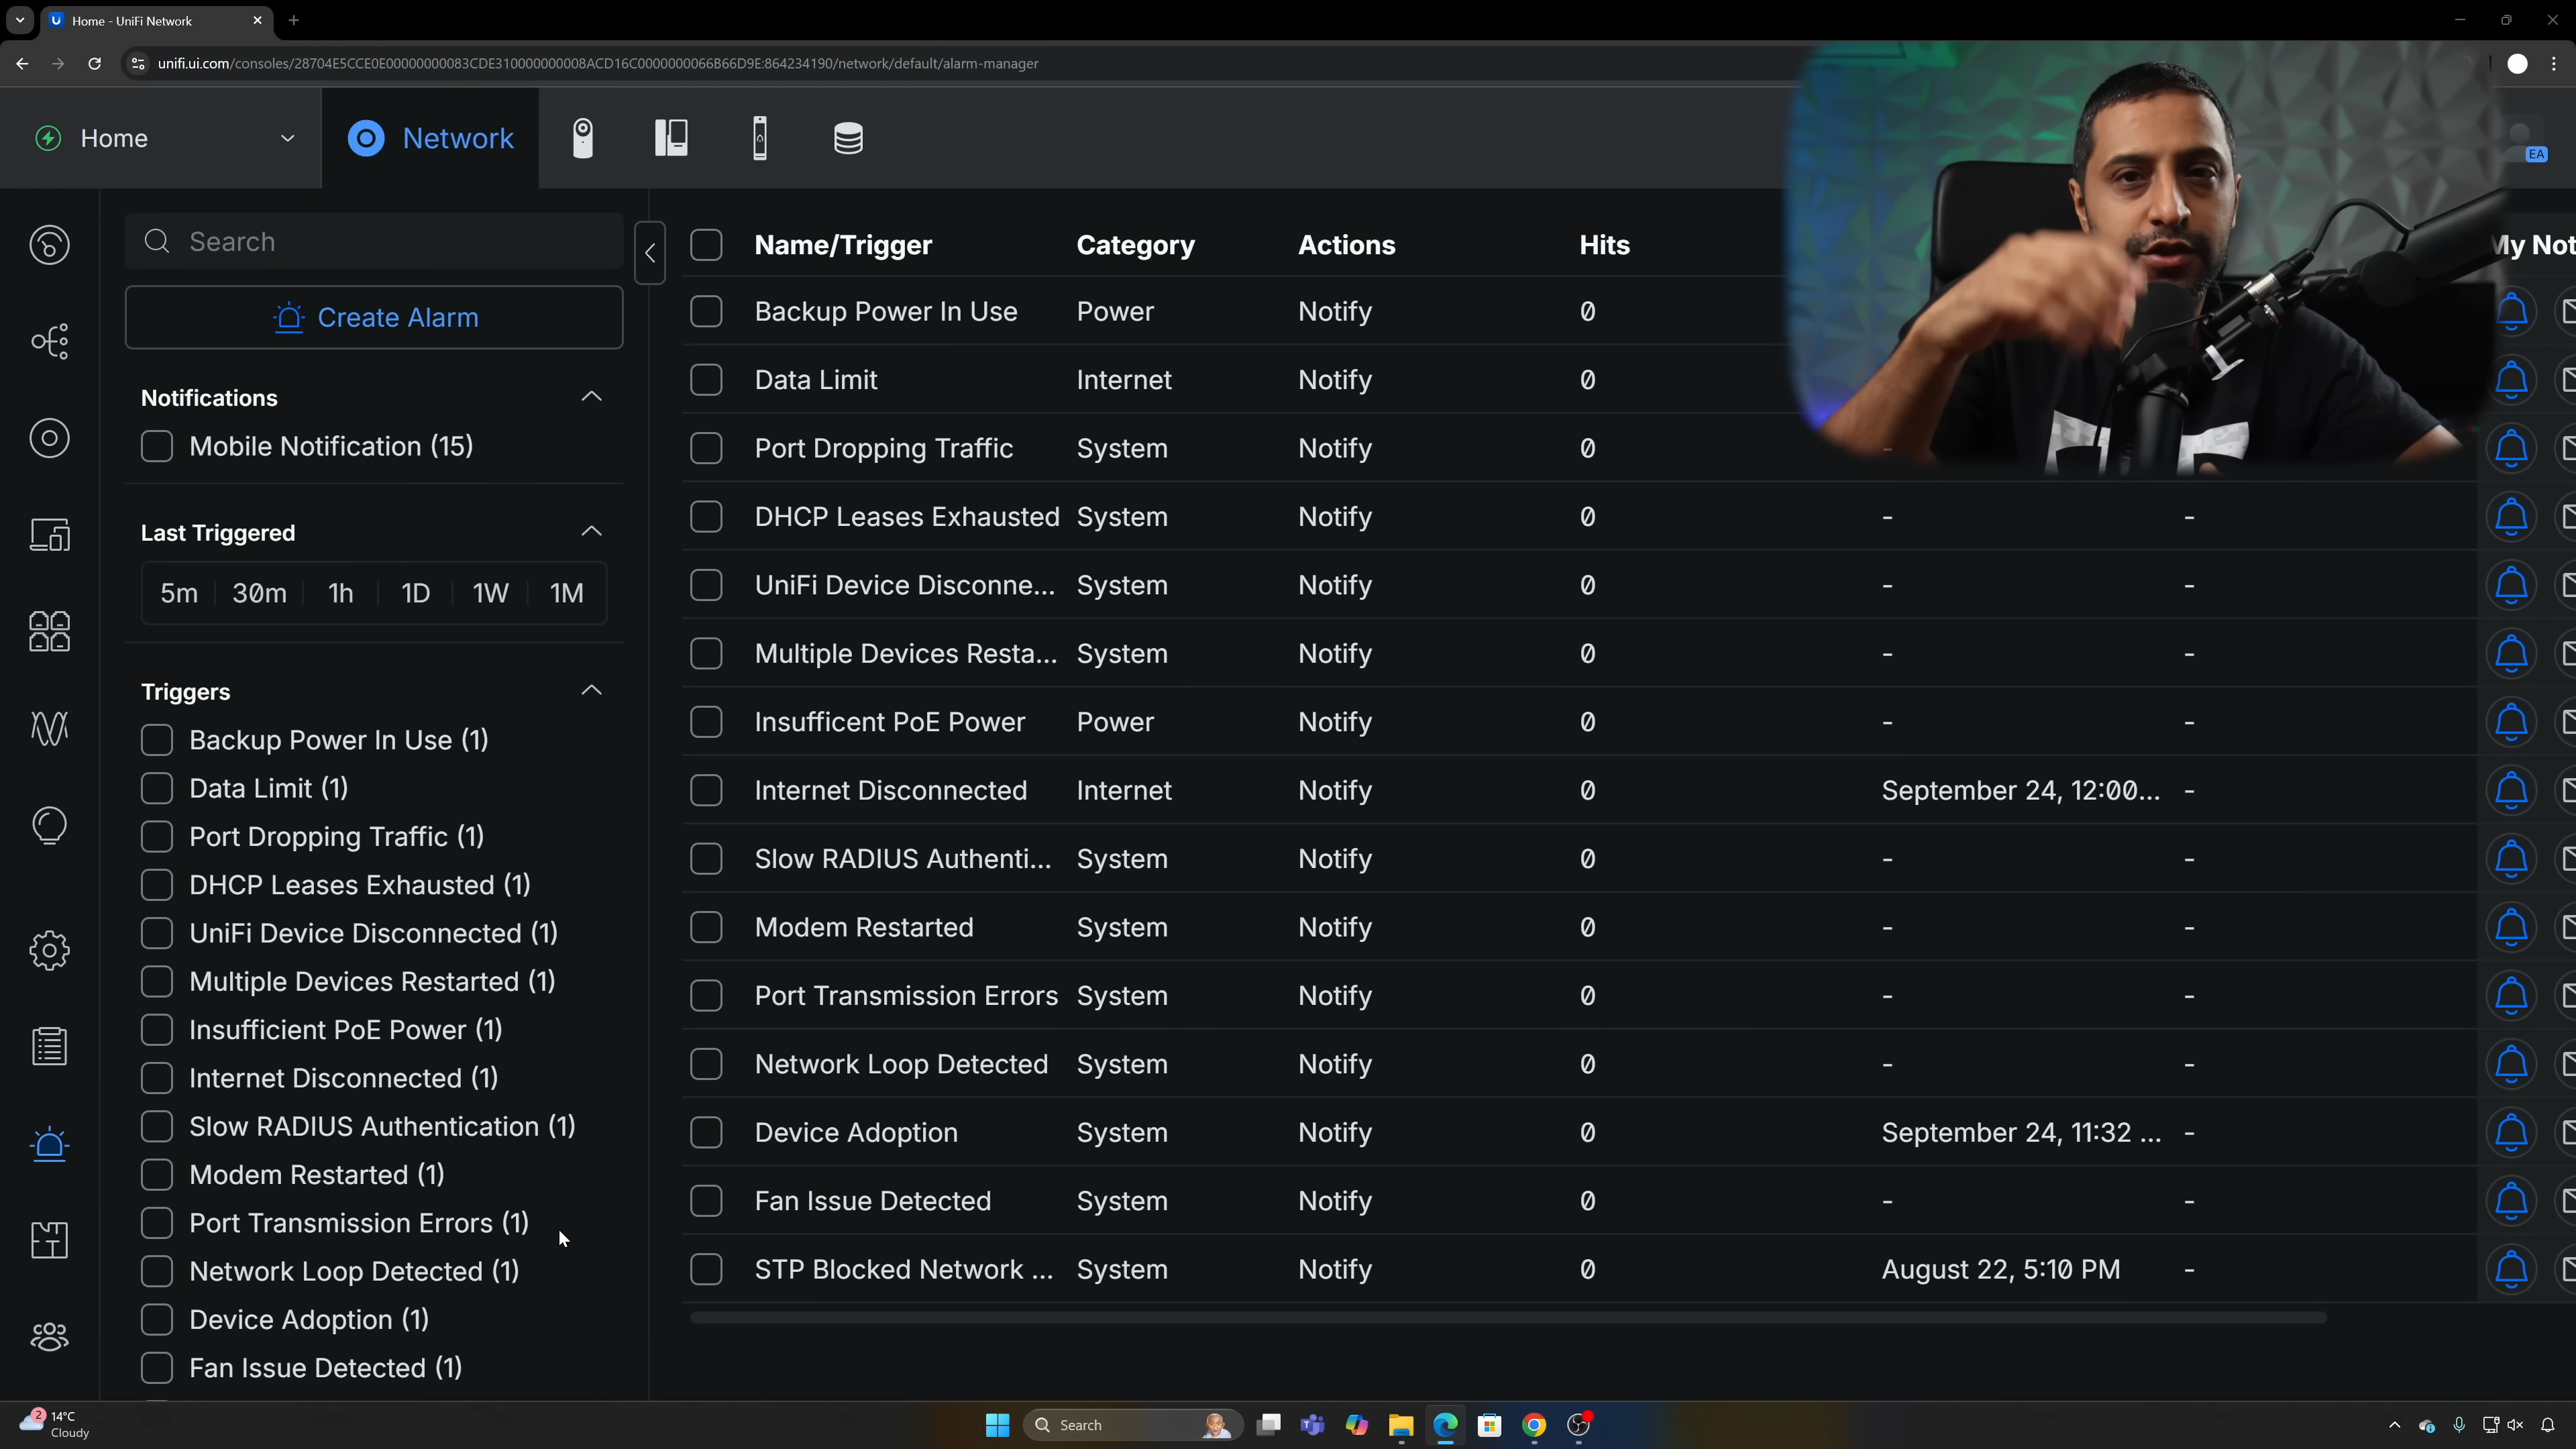 Home - UniFi Network
unifi.ui.com/consoles/28704E5CCE0E00000000083CDE310000000008ACD16C0000000066B66D9E:864234190/network/default/alarm-manager
Home
Network
EA
Search
Create Alarm
Notifications
Mobile Notification (15)
Last Triggered
5m 30m 1h 1D 1W 1M
Triggers
Backup Power In Use (1)
Data Limit (1)
Port Dropping Traffic (1)
DHCP Leases Exhausted (1)
UniFi Device Disconnected (1)
Multiple Devices Restarted (1)
Insufficient PoE Power (1)
Internet Disconnected (1)
Slow RADIUS Authentication (1)
Modem Restarted (1)
Port Transmission Errors (1)
Network Loop Detected (1)
Device Adoption (1)
Fan Issue Detected (1)
Name/Trigger Category Actions Hits My Not
Backup Power In Use Power Notify 0
Data Limit Internet Notify 0
Port Dropping Traffic System Notify 0 -
DHCP Leases Exhausted System Notify 0 - -
UniFi Device Disconne... System Notify 0 - -
Multiple Devices Resta... System Notify 0 - -
Insufficent PoE Power Power Notify 0 - -
Internet Disconnected Internet Notify 0 September 24, 12:00... -
Slow RADIUS Authenti... System Notify 0 - -
Modem Restarted System Notify 0 - -
Port Transmission Errors System Notify 0 - -
Network Loop Detected System Notify 0 - -
Device Adoption System Notify 0 September 24, 11:32 ... -
Fan Issue Detected System Notify 0 - -
STP Blocked Network ... System Notify 0 August 22, 5:10 PM -
2
14°C
Cloudy
Search